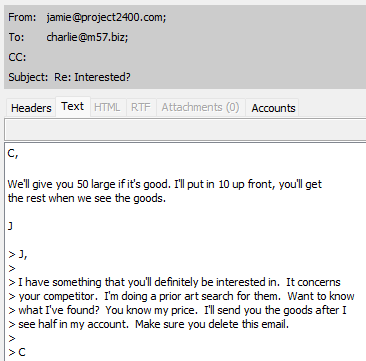 From: jamie@project2400.com;
To: charlie@m57.biz;
CC:
Subject: Re: Interested?
Headers Text HTML RTF Attachments (0) Accounts
C,
We'll give you 50 large if it's good. I'll put in 10 up front, you'll get
the rest when we see the goods.
J
> J,
>
> I have something that you'll definitely be interested in.  It concerns
> your competitor.  I'm doing a prior art search for them.  Want to know
> what I've found?  You know my price.  I'll send you the goods after I
> see half in my account.  Make sure you delete this email.
>
> C